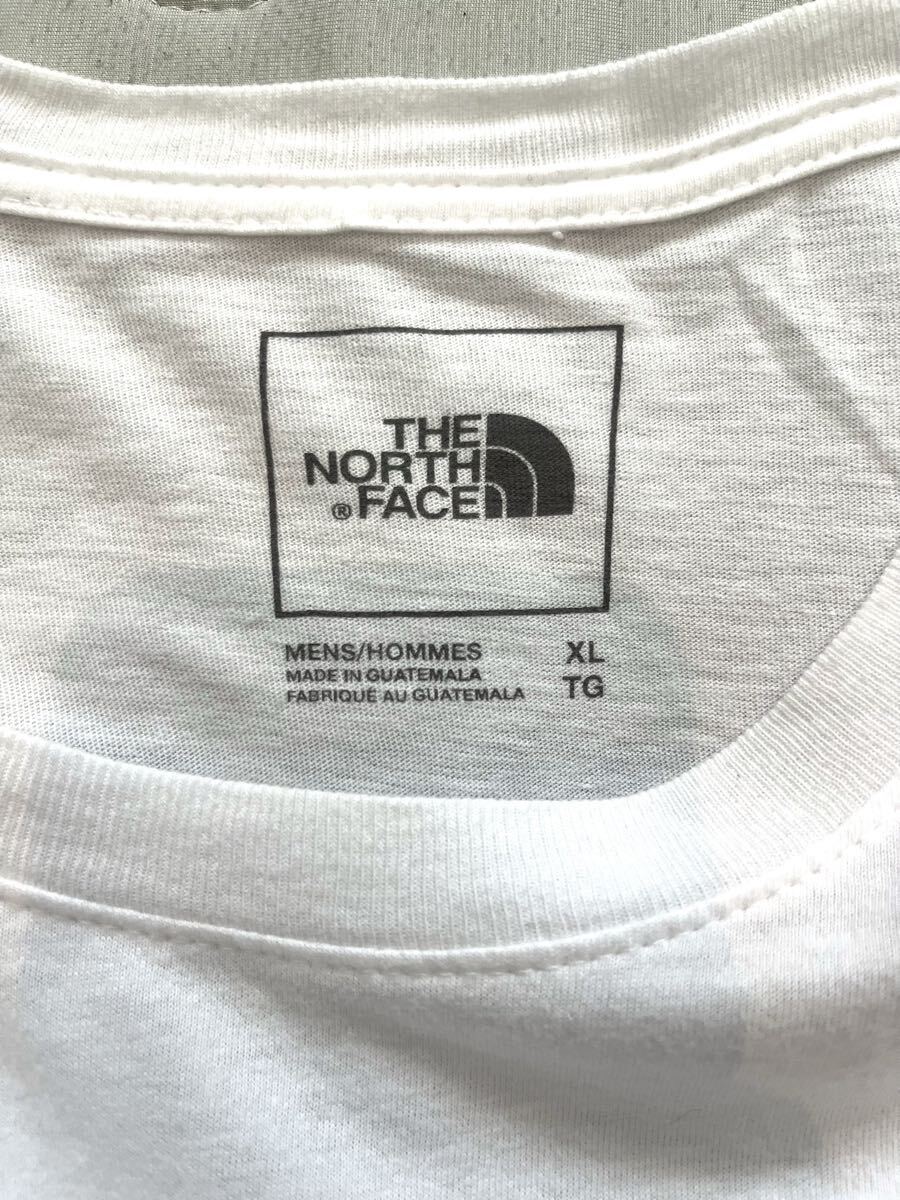 THE
NORTH
® FACE
MENS/HOMMES XL
MADE IN GUATEMALA
FABRIQUÉ AU GUATEMALA TG